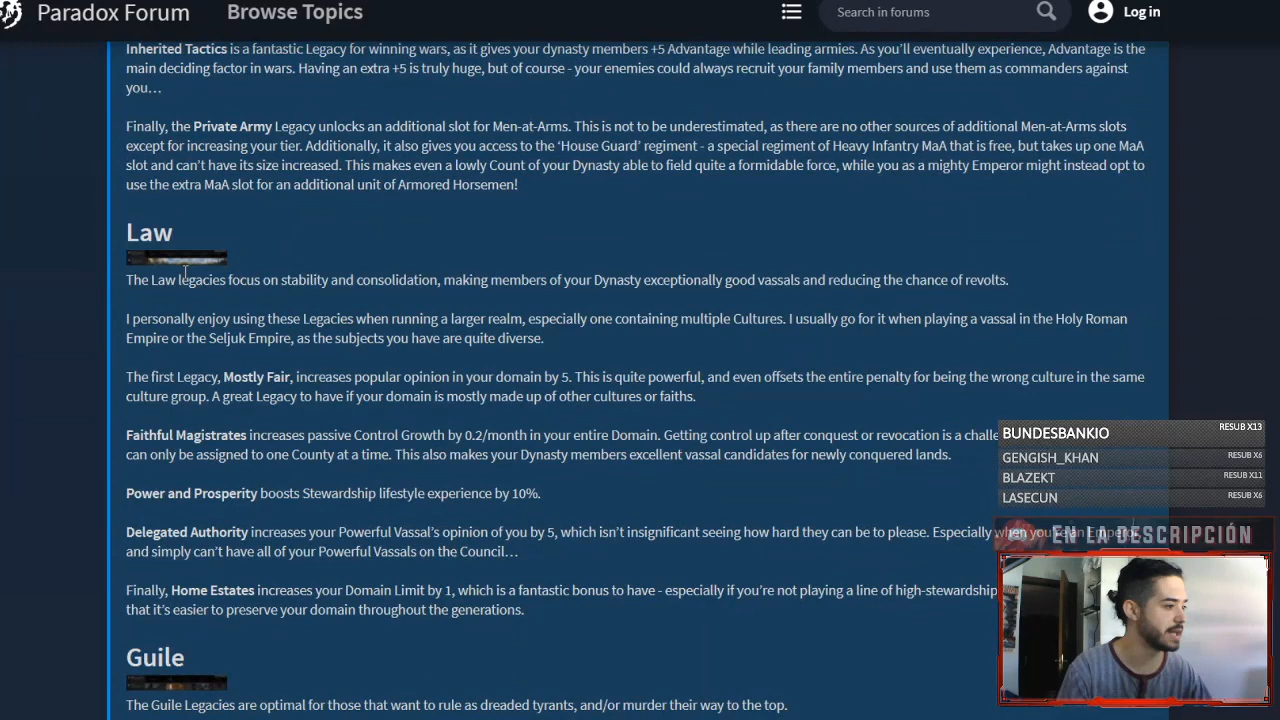 Paradox Forum
Browse Topics
Search in forums
Log in
Inherited Tactics is a fantastic Legacy for winning wars, as it gives your dynasty members +5 Advantage while leading armies. As you’ll eventually experience, Advantage is the
main deciding factor in wars. Having an extra +5 is truly huge, but of course - your enemies could always recruit your family members and use them as commanders against
you…
Finally, the Private Army Legacy unlocks an additional slot for Men-at-Arms. This is not to be underestimated, as there are no other sources of additional Men-at-Arms slots
except for increasing your tier. Additionally, it also gives you access to the ‘House Guard’ regiment - a special regiment of Heavy Infantry MaA that is free, but takes up one MaA
slot and can’t have its size increased. This makes even a lowly Count of your Dynasty able to field quite a formidable force, while you as a mighty Emperor might instead opt to
use the extra MaA slot for an additional unit of Armored Horsemen!
Law
The Law legacies focus on stability and consolidation, making members of your Dynasty exceptionally good vassals and reducing the chance of revolts.
I personally enjoy using these Legacies when running a larger realm, especially one containing multiple Cultures. I usually go for it when playing a vassal in the Holy Roman
Empire or the Seljuk Empire, as the subjects you have are quite diverse.
The first Legacy, Mostly Fair, increases popular opinion in your domain by 5. This is quite powerful, and even offsets the entire penalty for being the wrong culture in the same
culture group. A great Legacy to have if your domain is mostly made up of other cultures or faiths.
Faithful Magistrates increases passive Control Growth by 0.2/month in your entire Domain. Getting control up after conquest or revocation is a challe
can only be assigned to one County at a time. This also makes your Dynasty members excellent vassal candidates for newly conquered lands.
Power and Prosperity boosts Stewardship lifestyle experience by 10%.
Delegated Authority increases your Powerful Vassal’s opinion of you by 5, which isn’t insignificant seeing how hard they can be to please. Especially when you're an Emperor
and simply can’t have all of your Powerful Vassals on the Council…
Finally, Home Estates increases your Domain Limit by 1, which is a fantastic bonus to have - especially if you’re not playing a line of high-stewardship
that it’s easier to preserve your domain throughout the generations.
Guile
The Guile Legacies are optimal for those that want to rule as dreaded tyrants, and/or murder their way to the top.
BUNDESBANKIO RESUB X13
GENGISH_KHAN RESUB X6
BLAZEKT RESUB X11
LASECUN RESUB X6
EN LA DESCRIPCIÓN